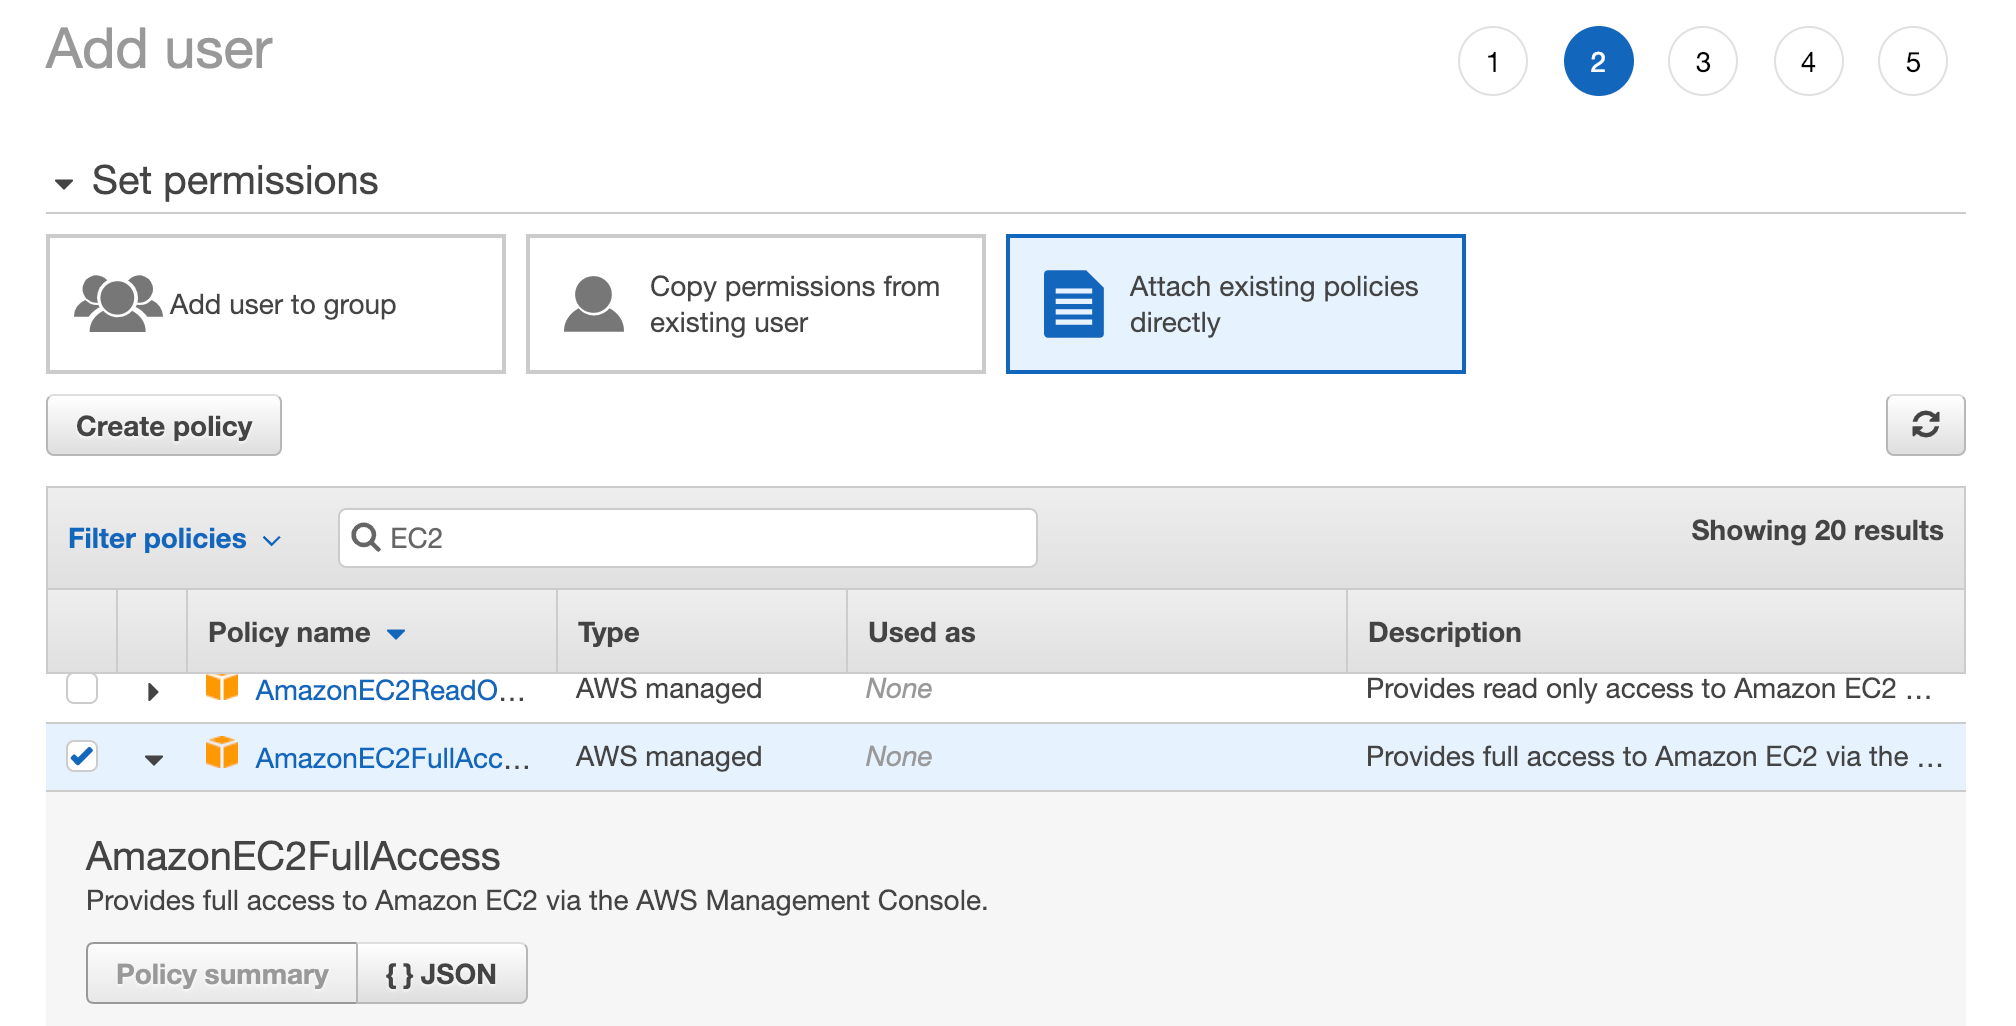 Add user
1 2 3 4 5
Set permissions
Add user to group
Copy permissions from
existing user
Attach existing policies
directly
Create policy
Filter policies
EC2
Showing 20 results
Policy name Type Used as Description
AmazonEC2ReadO... AWS managed None Provides read only access to Amazon EC2 ...
AmazonEC2FullAcc... AWS managed None Provides full access to Amazon EC2 via the ...
AmazonEC2FullAccess
Provides full access to Amazon EC2 via the AWS Management Console.
Policy summary { } JSON